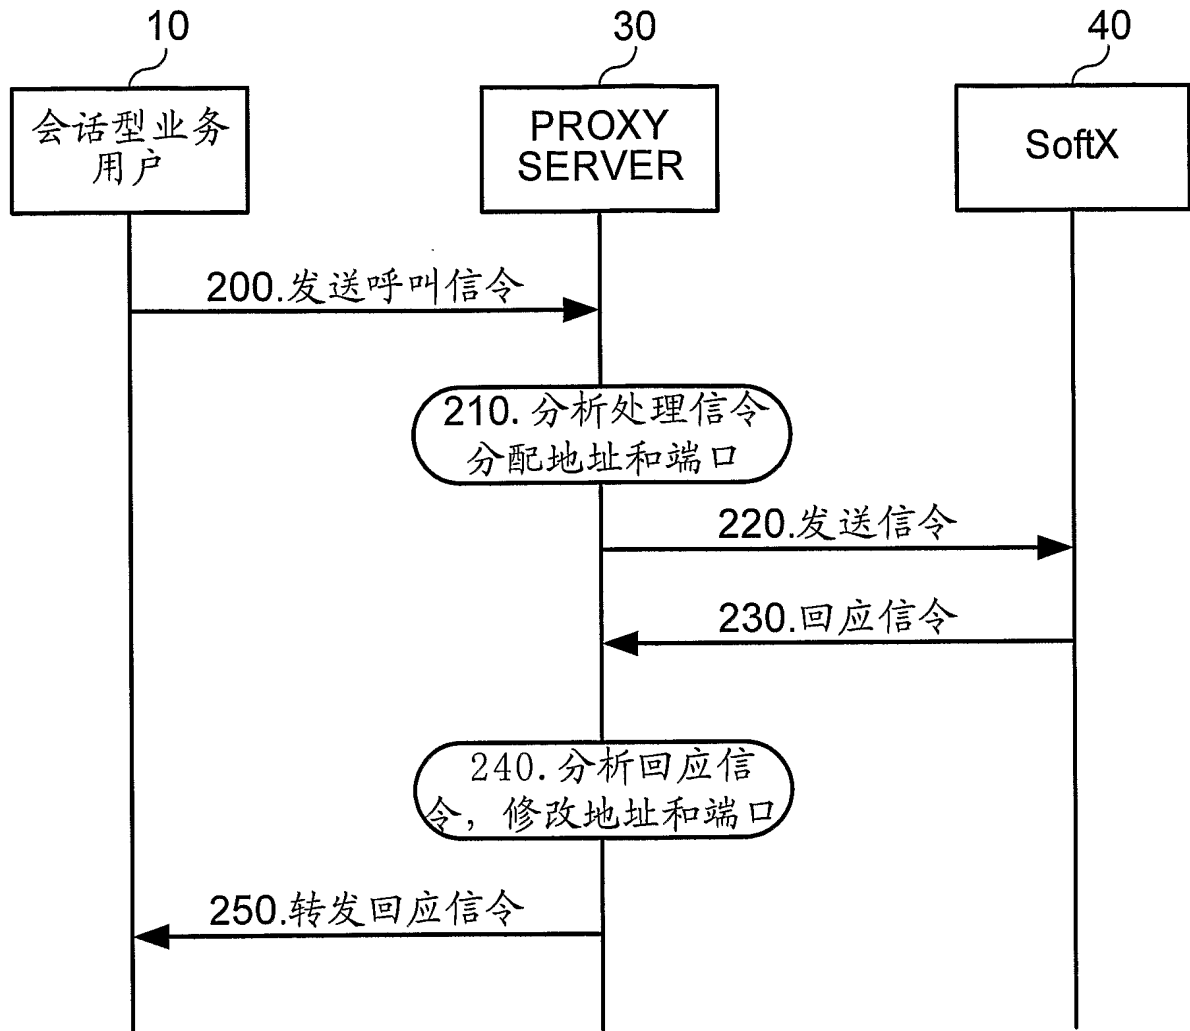 10
30
40
会话型业务
用户
PROXY
SERVER
SoftX
200.发送呼叫信令
210.分析处理信令
分配地址和端口
220.发送信令
230.回应信令
240.分析回应信
令，修改地址和端口
250.转发回应信令